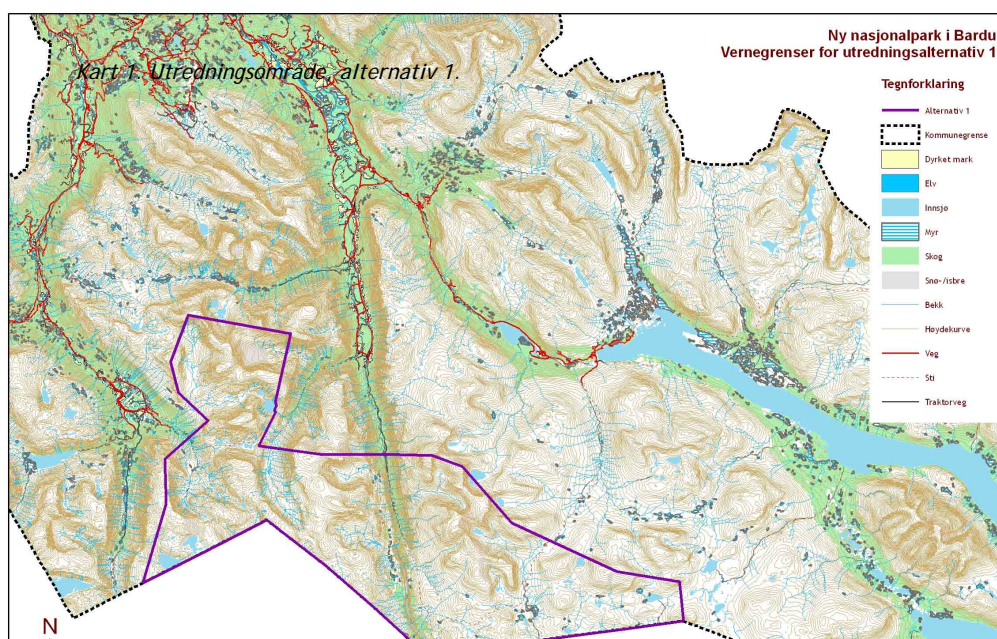 Ny nasjonalpark i Bardu
Vernegrenser for utredningsalternativ 1
Kart 1. Utredningsområde, alternativ 1.
Tegnforklaring
Alternativ 1
Kommunegrense
Dyrket mark
Elv
Innsjø
Myr
Skog
Snø-/isbre
Bekk
Høydekurve
Veg
Sti
Traktorveg
N